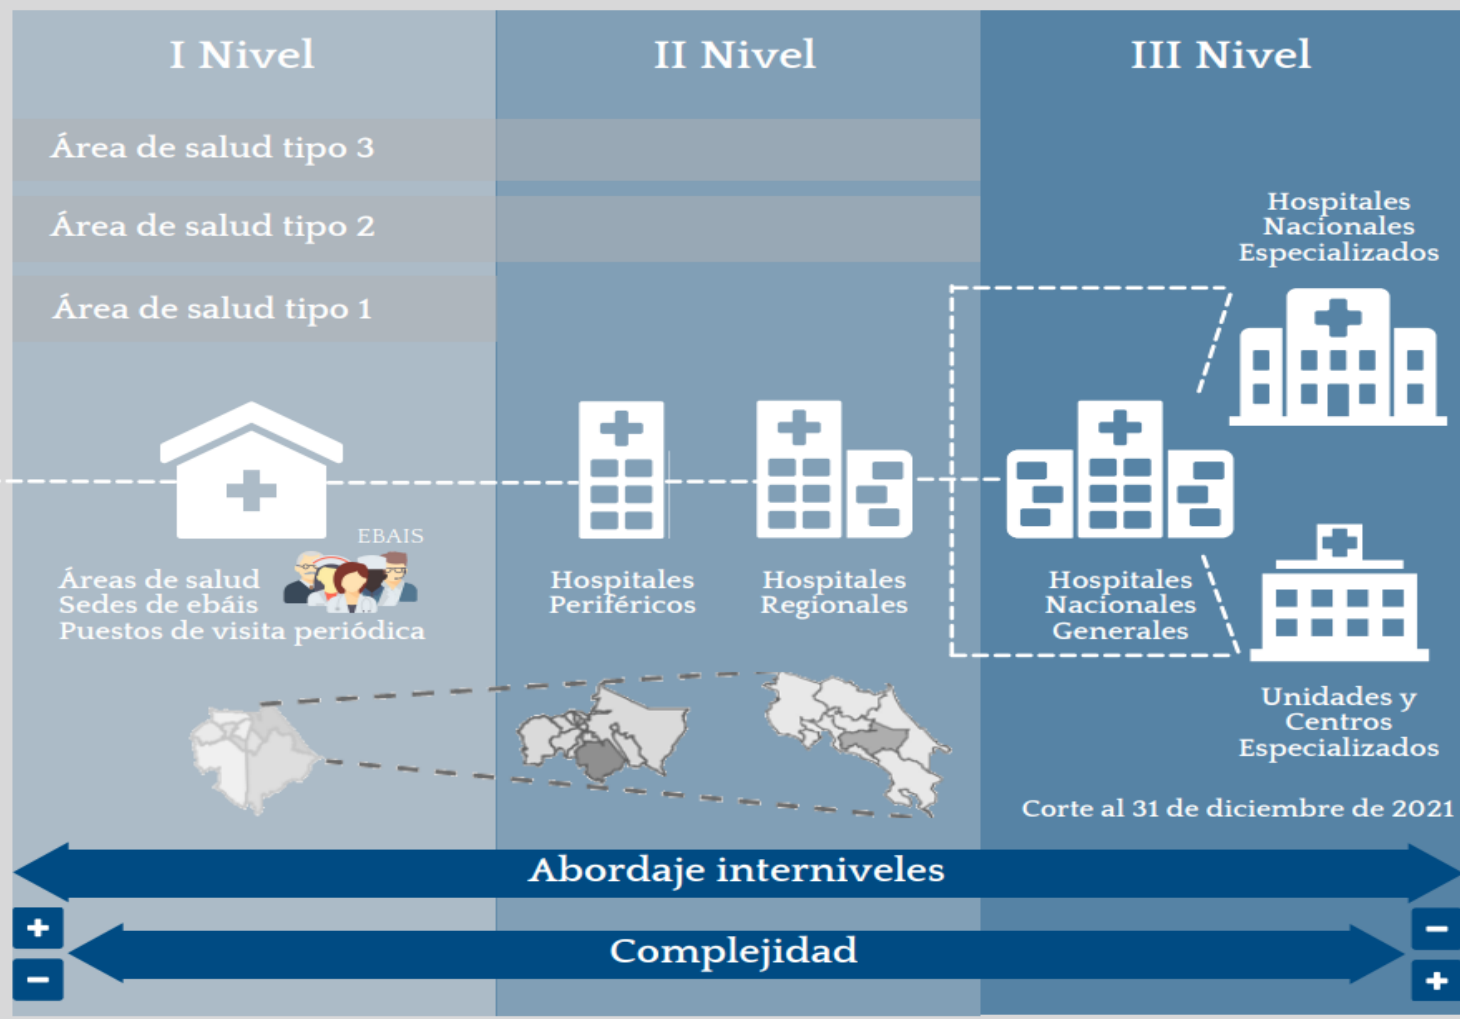 I Nivel
II Nivel
III Nivel
Área de salud tipo 3
Área de salud tipo 2
Área de salud tipo 1
Hospitales
Nacionales
Especializados
EBAIS
Áreas de salud
Sedes de ebáis
Puestos de visita periódica
Hospitales
Periféricos
Hospitales
Regionales
Hospitales
Nacionales
Generales
Unidades y
Centros
Especializados
Corte al 31 de diciembre de 2021
Abordaje interniveles
+
−
Complejidad
−
+